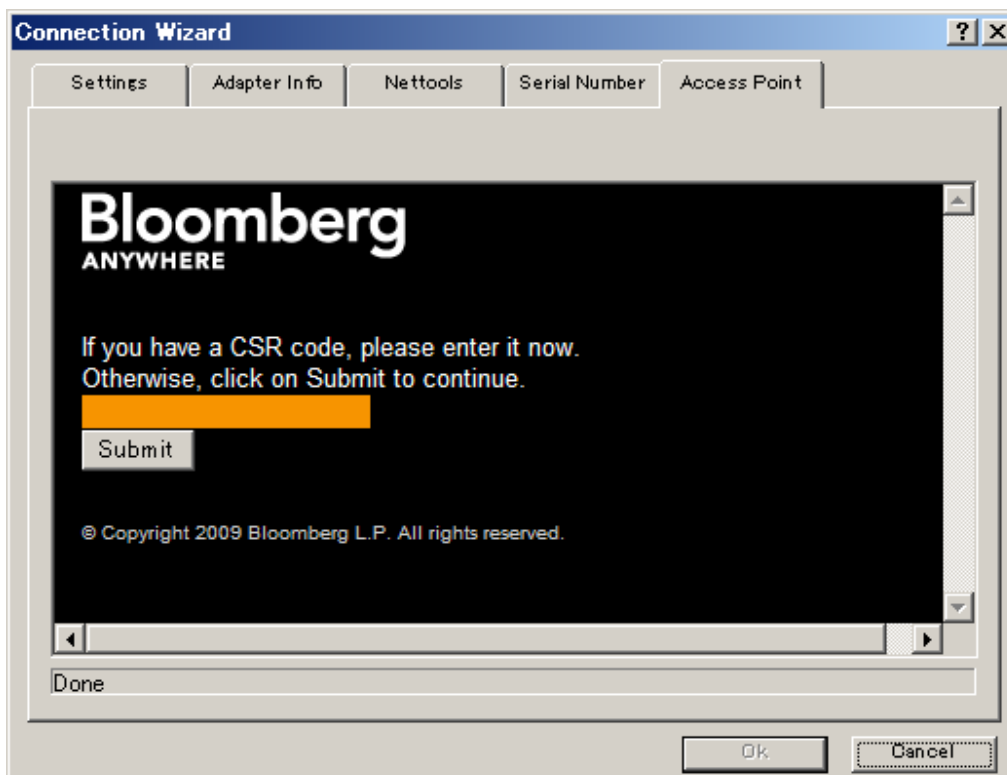 Connection Wizard
Settings
Adapter Info
Nettools
Serial Number
Access Point
Bloomberg
ANYWHERE
If you have a CSR code, please enter it now.
Otherwise, click on Submit to continue.
Submit
© Copyright 2009 Bloomberg L.P. All rights reserved.
Done
Ok
Cancel